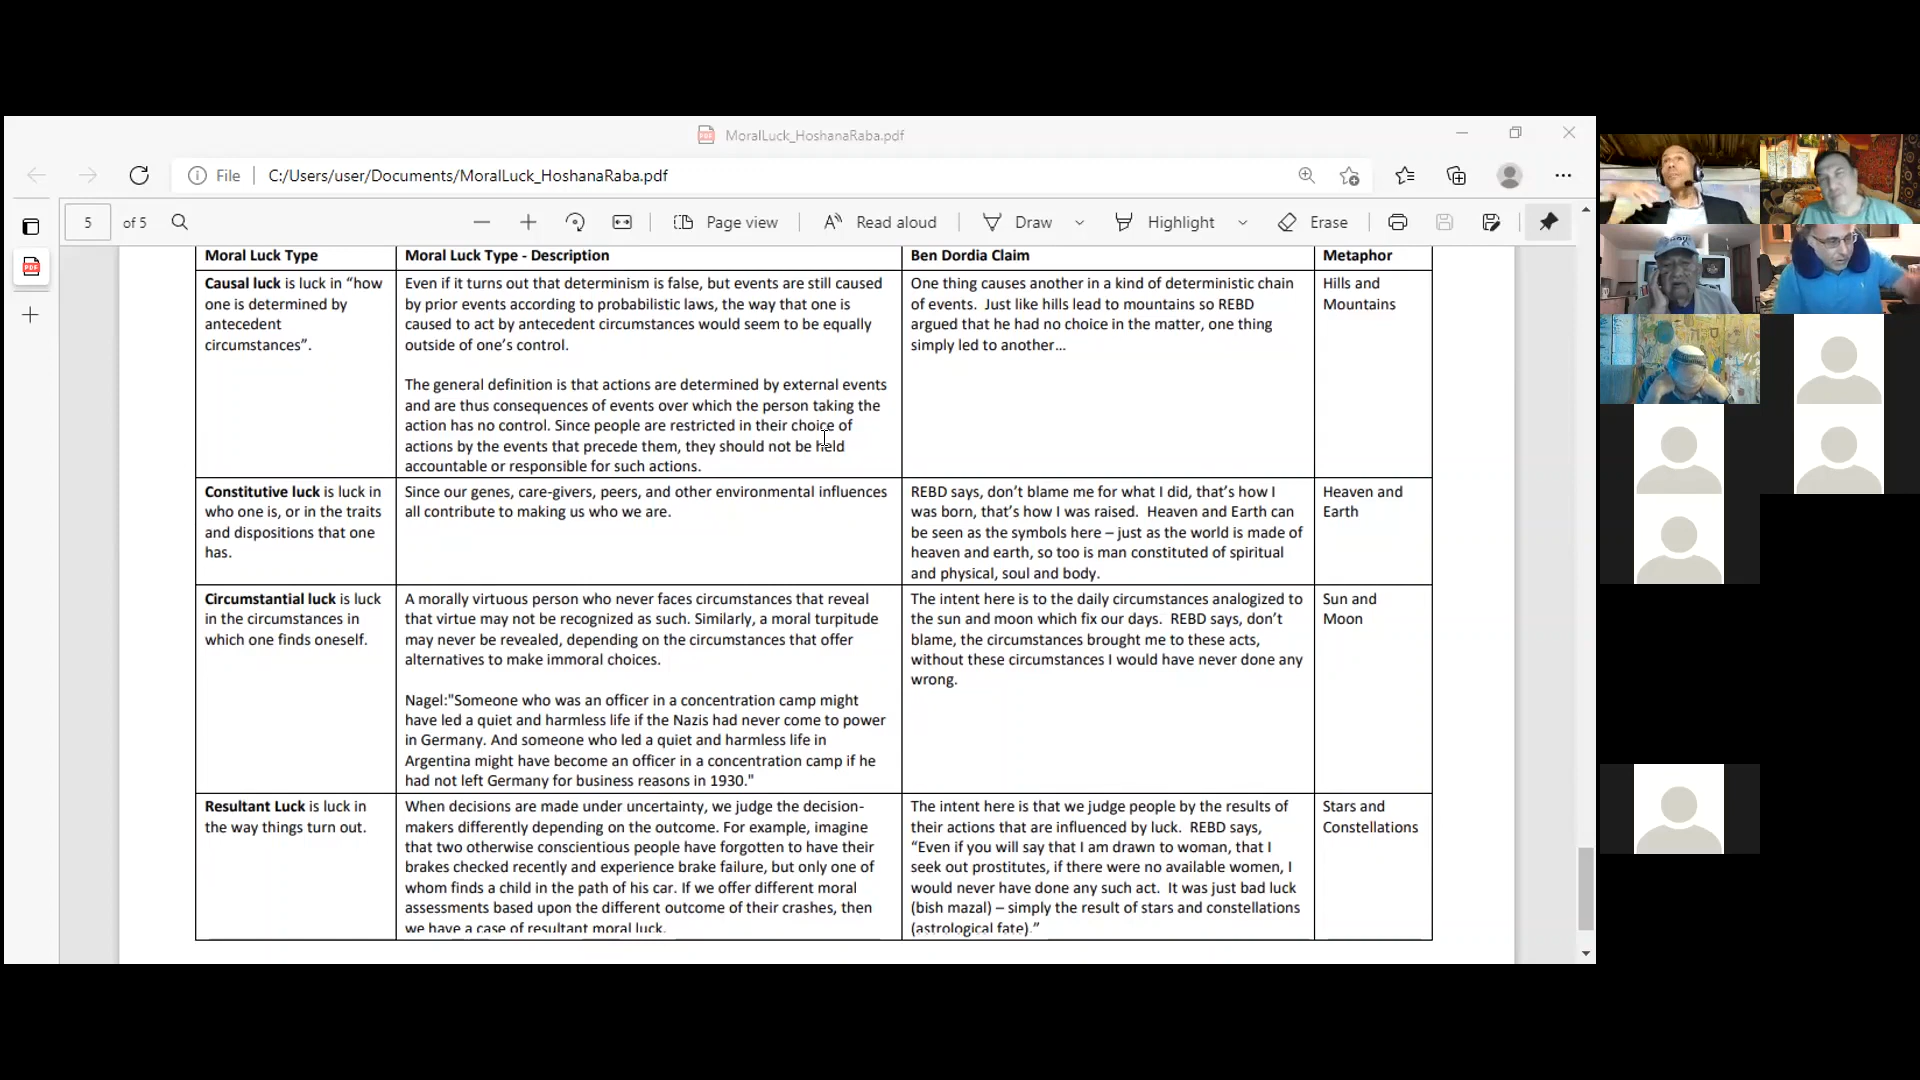 MoralLuck_HoshanaRaba.pdf
File
C:/Users/user/Documents/MoralLuck_HoshanaRaba.pdf
5 of 5
Page view
Read aloud
Draw
Highlight
Erase
Moral Luck Type
Moral Luck Type - Description
Ben Dordia Claim
Metaphor
Causal luck is luck in “how
one is determined by
antecedent
circumstances”.
Even if it turns out that determinism is false, but events are still caused
by prior events according to probabilistic laws, the way that one is
caused to act by antecedent circumstances would seem to be equally
outside of one’s control.
The general definition is that actions are determined by external events
and are thus consequences of events over which the person taking the
action has no control. Since people are restricted in their choice of
actions by the events that precede them, they should not be held
accountable or responsible for such actions.
One thing causes another in a kind of deterministic chain
of events.  Just like hills lead to mountains so REBD
argued that he had no choice in the matter, one thing
simply led to another…
Hills and
Mountains
Constitutive luck is luck in
who one is, or in the traits
and dispositions that one
has.
Since our genes, care-givers, peers, and other environmental influences
all contribute to making us who we are.
REBD says, don’t blame me for what I did, that’s how I
was born, that’s how I was raised.  Heaven and Earth can
be seen as the symbols here – just as the world is made of
heaven and earth, so too is man constituted of spiritual
and physical, soul and body.
Heaven and
Earth
Circumstantial luck is luck
in the circumstances in
which one finds oneself.
A morally virtuous person who never faces circumstances that reveal
that virtue may not be recognized as such. Similarly, a moral turpitude
may never be revealed, depending on the circumstances that offer
alternatives to make immoral choices.
Nagel:"Someone who was an officer in a concentration camp might
have led a quiet and harmless life if the Nazis had never come to power
in Germany. And someone who led a quiet and harmless life in
Argentina might have become an officer in a concentration camp if he
had not left Germany for business reasons in 1930."
The intent here is to the daily circumstances analogized to
the sun and moon which fix our days.  REBD says, don’t
blame, the circumstances brought me to these acts,
without these circumstances I would have never done any
wrong.
Sun and
Moon
Resultant Luck is luck in
the way things turn out.
When decisions are made under uncertainty, we judge the decision-
makers differently depending on the outcome. For example, imagine
that two otherwise conscientious people have forgotten to have their
brakes checked recently and experience brake failure, but only one of
whom finds a child in the path of his car. If we offer different moral
assessments based upon the different outcome of their crashes, then
we have a case of resultant moral luck.
The intent here is that we judge people by the results of
their actions that are influenced by luck.  REBD says,
“Even if you will say that I am drawn to woman, that I
seek out prostitutes, if there were no available women, I
would never have done any such act.  It was just bad luck
(bish mazal) – simply the result of stars and constellations
(astrological fate).”
Stars and
Constellations